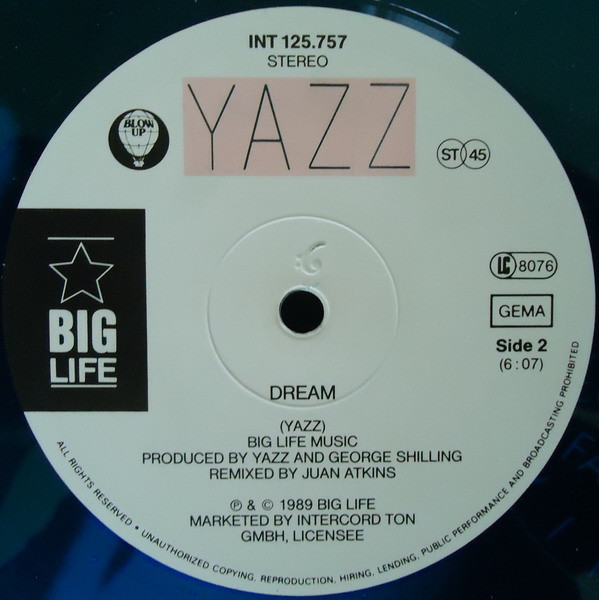 INT 125.757
STEREO
YAZZ
BLOW
UP
ST 45
BIG
LIFE
LC 8076
GEMA
Side 2
(6:07)
DREAM
(YAZZ)
BIG LIFE MUSIC
PRODUCED BY YAZZ AND GEORGE SHILLING
REMIXED BY JUAN ATKINS
℗ & © 1989 BIG LIFE
MARKETED BY INTERCORD TON
GMBH, LICENSEE
ALL RIGHTS RESERVED • UNAUTHORIZED COPYING, REPRODUCTION, HIRING, LENDING, PUBLIC PERFORMANCE AND BROADCASTING PROHIBITED